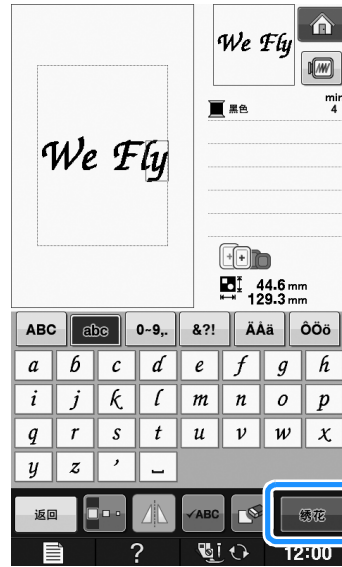 We Fly
We Fly
黑色
min
4
44.6 mm
129.3 mm
ABC abc 0~9,. &?! ÄÅä ÔÖö
a b c d e f g h
i j k l m n o p
q r s t u v w x
y z ’ ⎵
返回 ✓ABC 绣花
? 12:00